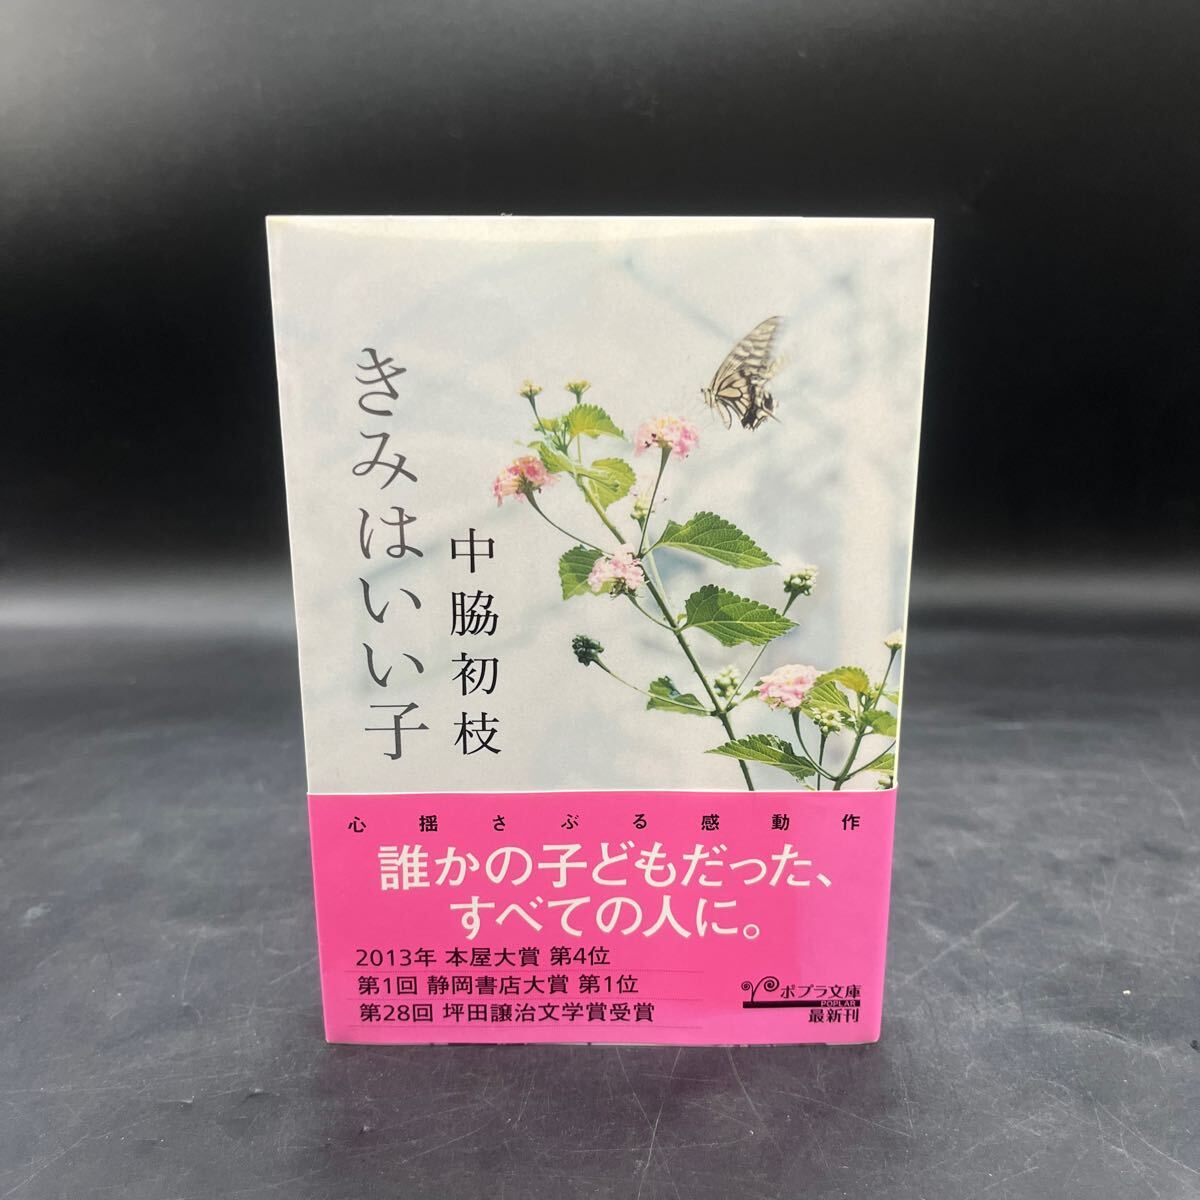 きみはいい子
中脇初枝
心揺さぶる感動作
誰かの子どもだった、
すべての人に。
2013年 本屋大賞 第4位
第1回 静岡書店大賞 第1位
第28回 坪田譲治文学賞受賞
ポプラ文庫
POPLAR
最新刊